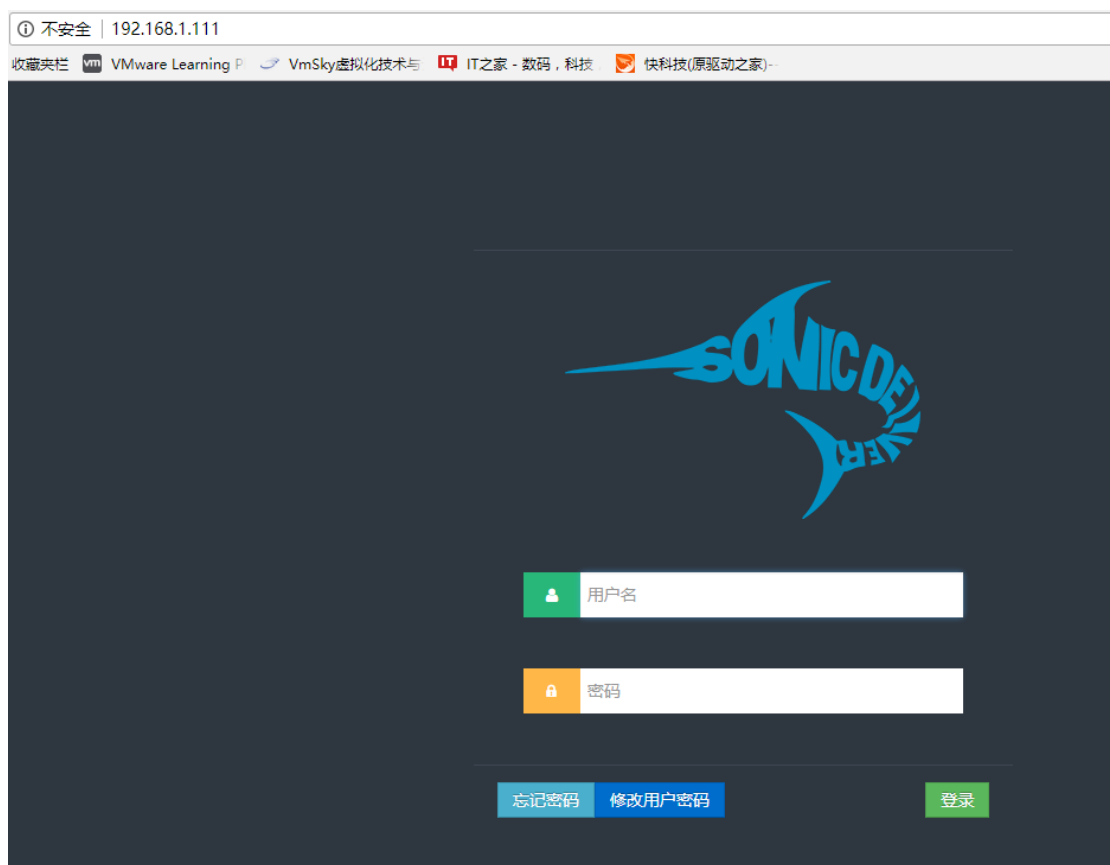 不安全 | 192.168.1.111
收藏夹栏 vm VMware Learning P VmSky虚拟化技术与 IT IT之家 - 数码，科技 快科技(原驱动之家)-
SONIC DELIVER
用户名
密码
忘记密码 修改用户密码 登录